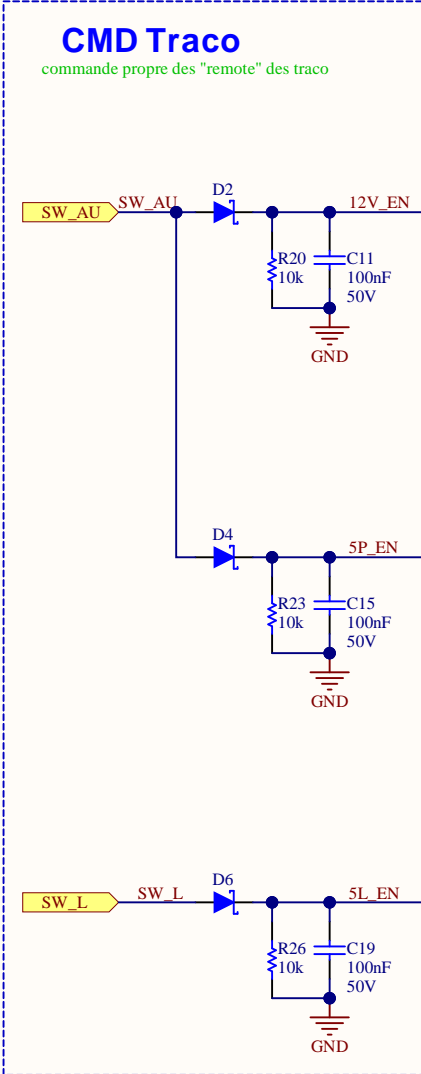 CMD Traco
commande propre des "remote" des traco
D2
SW_AU
SW_AU
12V_EN
R20
10k
C11
100nF
50V
GND
D4
5P_EN
R23
10k
C15
100nF
50V
GND
D6
SW_L
SW_L
5L_EN
R26
10k
C19
100nF
50V
GND